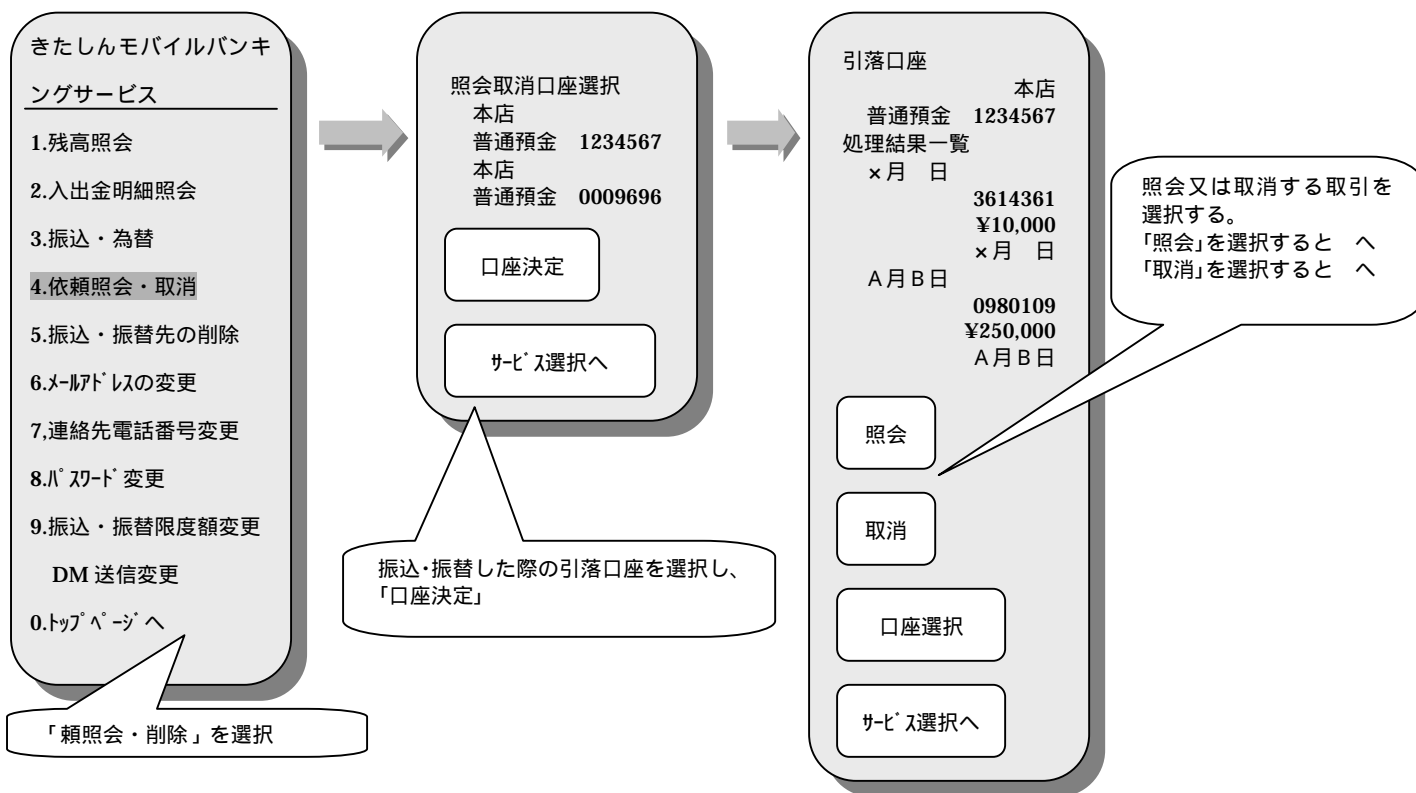 きたしんモバイルバンキ
ングサービス
1.残高照会
2.入出金明細照会
3.振込・為替
4.依頼照会・取消
5.振込・振替先の削除
6.ﾒｰﾙｱﾄﾞﾚｽの変更
7,連絡先電話番号変更
8.ﾊﾟｽﾜｰﾄﾞ変更
9.振込・振替限度額変更
DM 送信変更
0.ﾄｯﾌﾟﾍﾟｰｼﾞへ
「頼照会・削除」を選択
照会取消口座選択
本店
普通預金 1234567
本店
普通預金 0009696
口座決定
ｻｰﾋﾞｽ選択へ
振込・振替した際の引落口座を選択し、
「口座決定」
引落口座
本店
普通預金 1234567
処理結果一覧
×月 日
3614361
¥10,000
×月 日
Ａ月Ｂ日
0980109
¥250,000
Ａ月Ｂ日
照会
取消
口座選択
ｻｰﾋﾞｽ選択へ
照会又は取消する取引を
選択する。
「照会」を選択すると へ
「取消」を選択すると へ